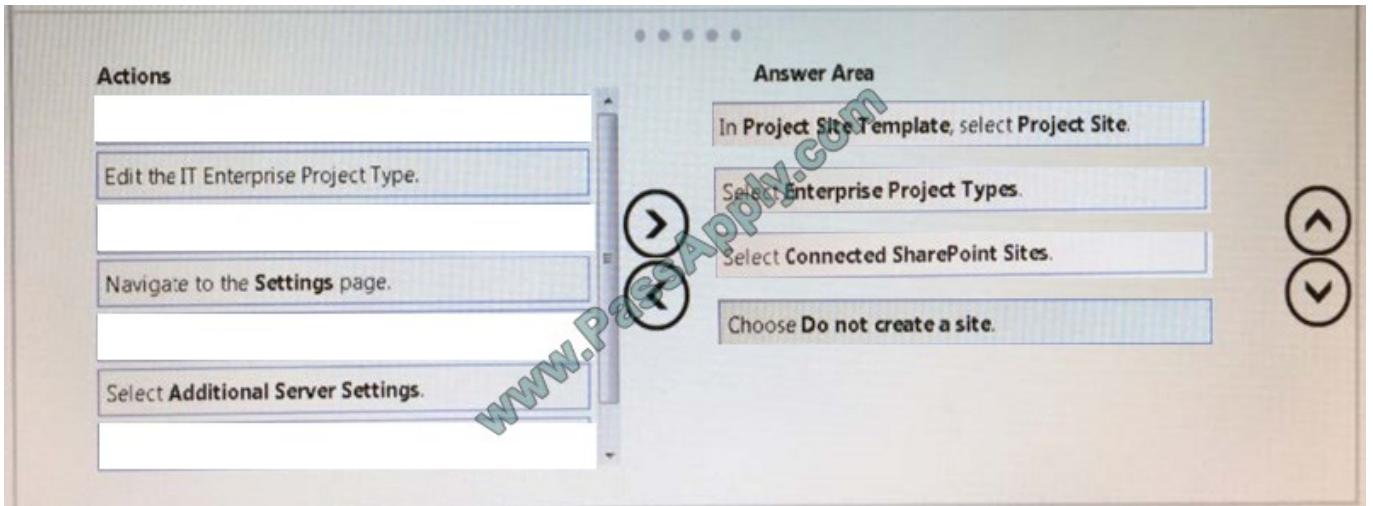 Actions
Edit the IT Enterprise Project Type.
Navigate to the Settings page.
Select Additional Server Settings.
Answer Area
In Project Site Template, select Project Site.
Select Enterprise Project Types.
Select Connected SharePoint Sites.
Choose Do not create a site.
www.PassApply.com